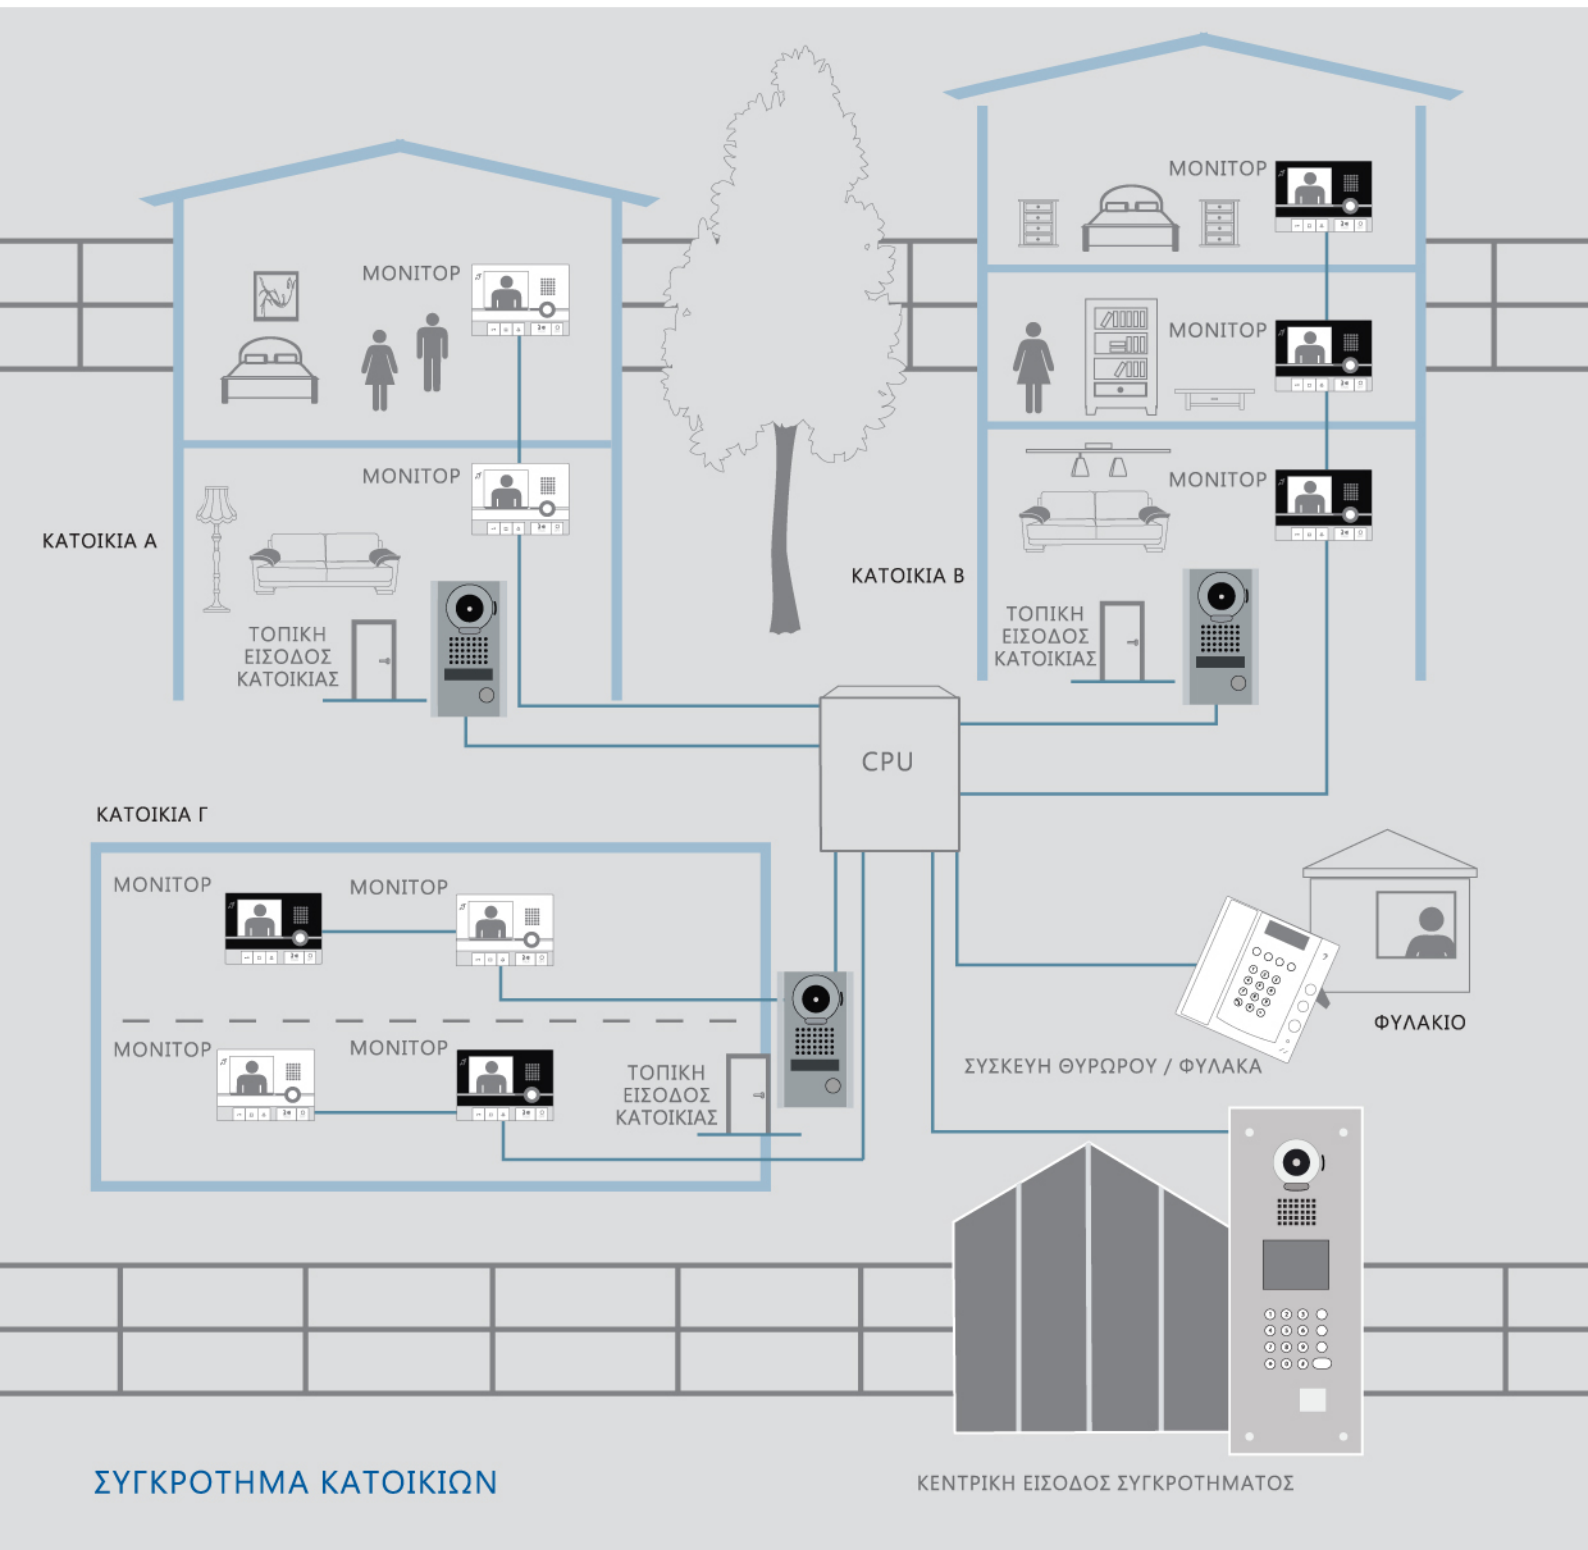 ΜΟΝΙΤΟΡ
ΜΟΝΙΤΟΡ
ΜΟΝΙΤΟΡ
ΜΟΝΙΤΟΡ
ΜΟΝΙΤΟΡ
ΚΑΤΟΙΚΙΑ Α
ΚΑΤΟΙΚΙΑ Β
ΤΟΠΙΚΗ
ΕΙΣΟΔΟΣ
ΚΑΤΟΙΚΙΑΣ
ΤΟΠΙΚΗ
ΕΙΣΟΔΟΣ
ΚΑΤΟΙΚΙΑΣ
CPU
ΚΑΤΟΙΚΙΑ Γ
ΜΟΝΙΤΟΡ
ΜΟΝΙΤΟΡ
ΜΟΝΙΤΟΡ
ΜΟΝΙΤΟΡ
ΤΟΠΙΚΗ
ΕΙΣΟΔΟΣ
ΚΑΤΟΙΚΙΑΣ
ΦΥΛΑΚΙΟ
ΣΥΣΚΕΥΗ ΘΥΡΩΡΟΥ / ΦΥΛΑΚΑ
ΣΥΓΚΡΟΤΗΜΑ ΚΑΤΟΙΚΙΩΝ
ΚΕΝΤΡΙΚΗ ΕΙΣΟΔΟΣ ΣΥΓΚΡΟΤΗΜΑΤΟΣ